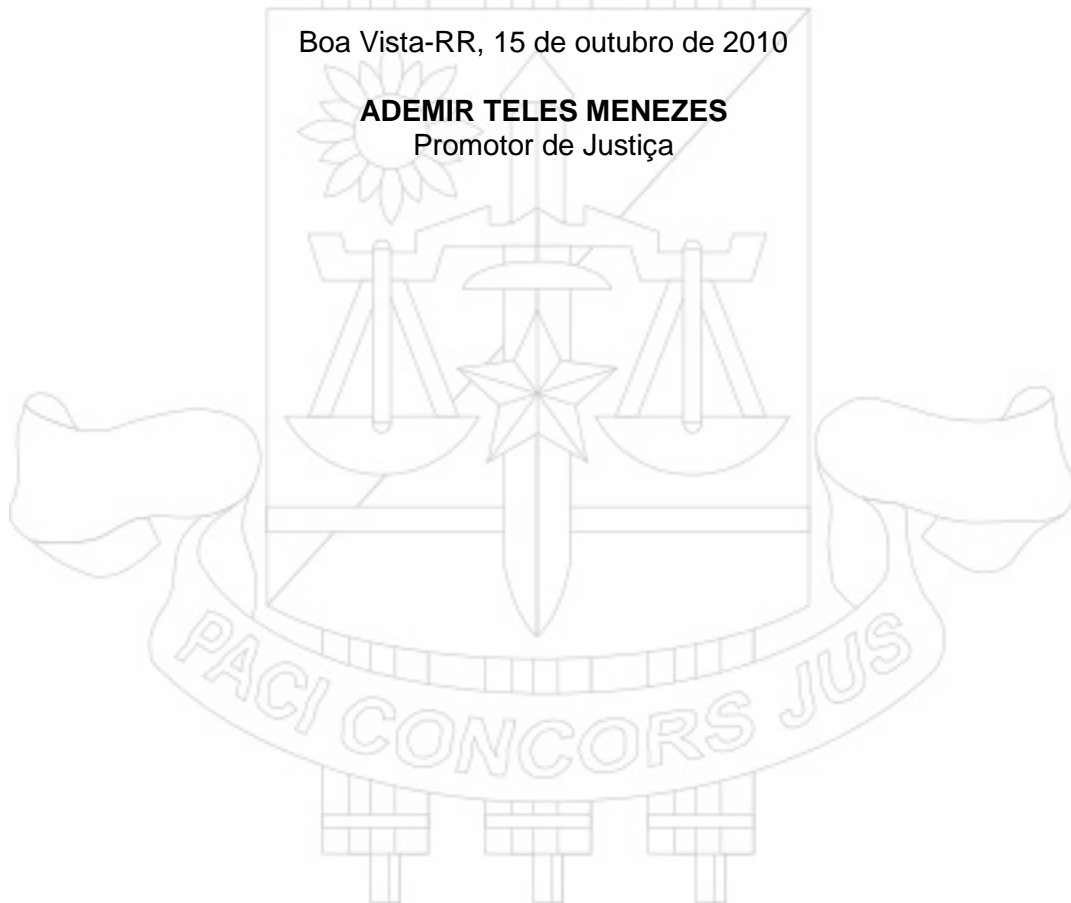 Boa Vista-RR, 15 de outubro de 2010
ADEMIR TELES MENEZES
Promotor de Justiça
PACI CONCORS JUS